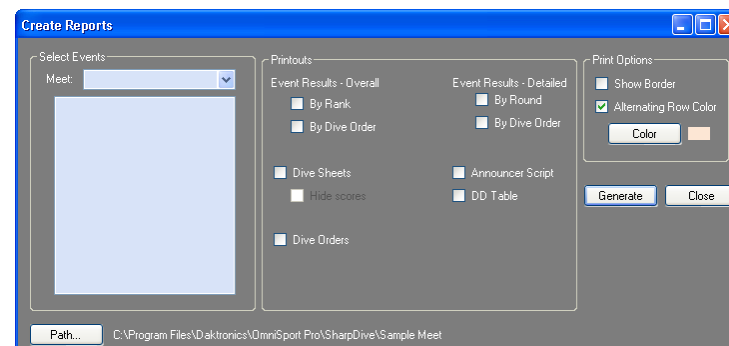 Create Reports
Select Events
Meet:
Printouts
Event Results - Overall
By Rank
By Dive Order
Event Results - Detailed
By Round
By Dive Order
Dive Sheets
Hide scores
Announcer Script
DD Table
Dive Orders
Print Options
Show Border
Alternating Row Color
Color
Generate
Close
Path...
C:\Program Files\Daktronics\OmniSport Pro\SharpDive\Sample Meet